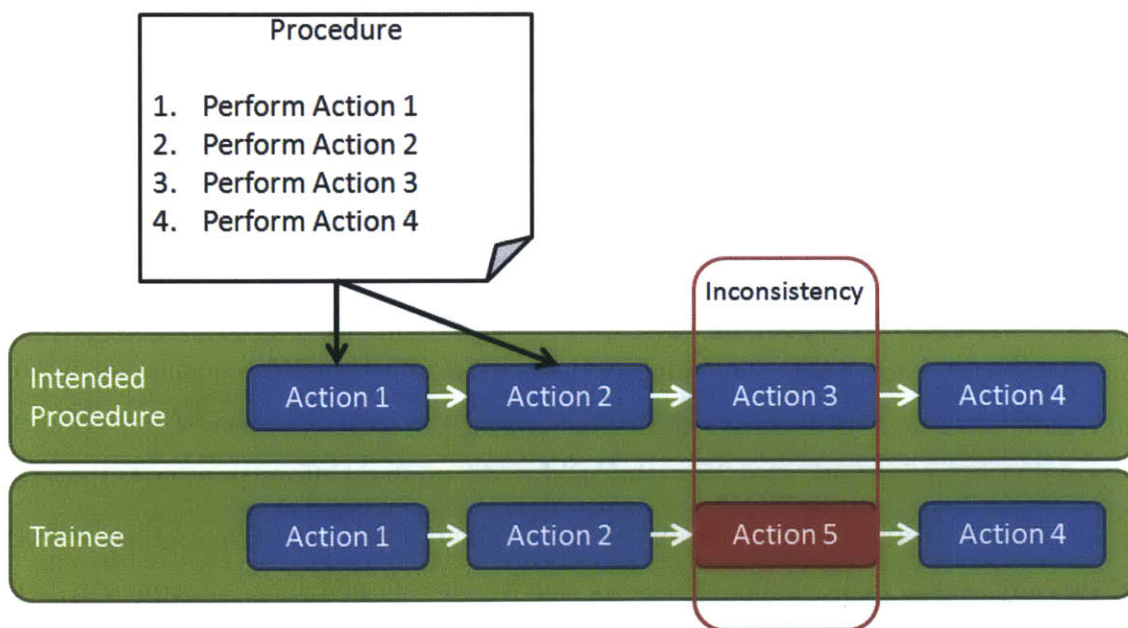 Procedure
1. Perform Action 1
2. Perform Action 2
3. Perform Action 3
4. Perform Action 4
Inconsistency
Intended
Procedure
Action 1
Action 2
Action 3
Action 4
Trainee
Action 1
Action 2
Action 5
Action 4